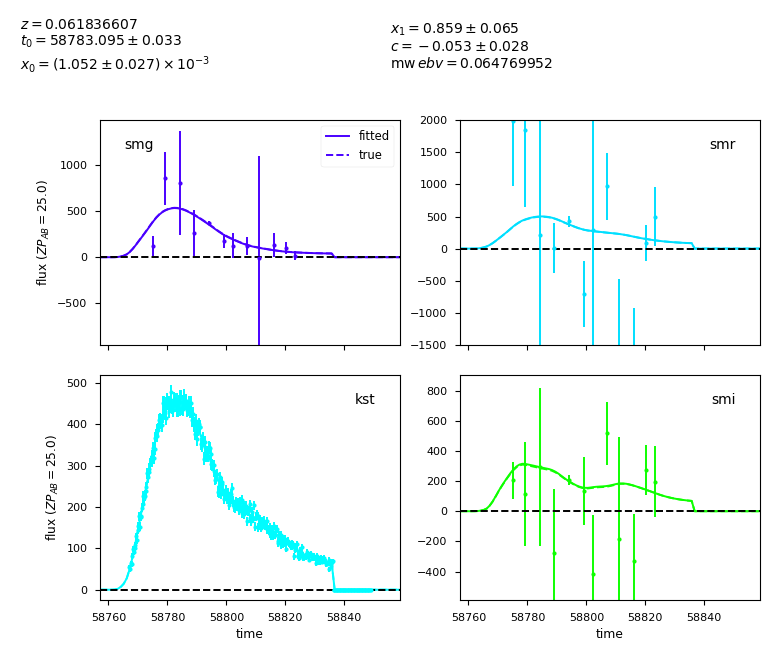 z = 0.061836607
t₀ = 58783.095 ± 0.033
x₀ = (1.052 ± 0.027) × 10⁻³
x₁ = 0.859 ± 0.065
c = −0.053 ± 0.028
mw ebv = 0.064769952
smg
fitted
true
1000
500
0
−500
flux (ZP_AB = 25.0)
smr
2000
1500
1000
500
0
−500
−1000
−1500
kst
500
400
300
200
100
0
flux (ZP_AB = 25.0)
58760 58780 58800 58820 58840
time
smi
800
600
400
200
0
−200
−400
58760 58780 58800 58820 58840
time